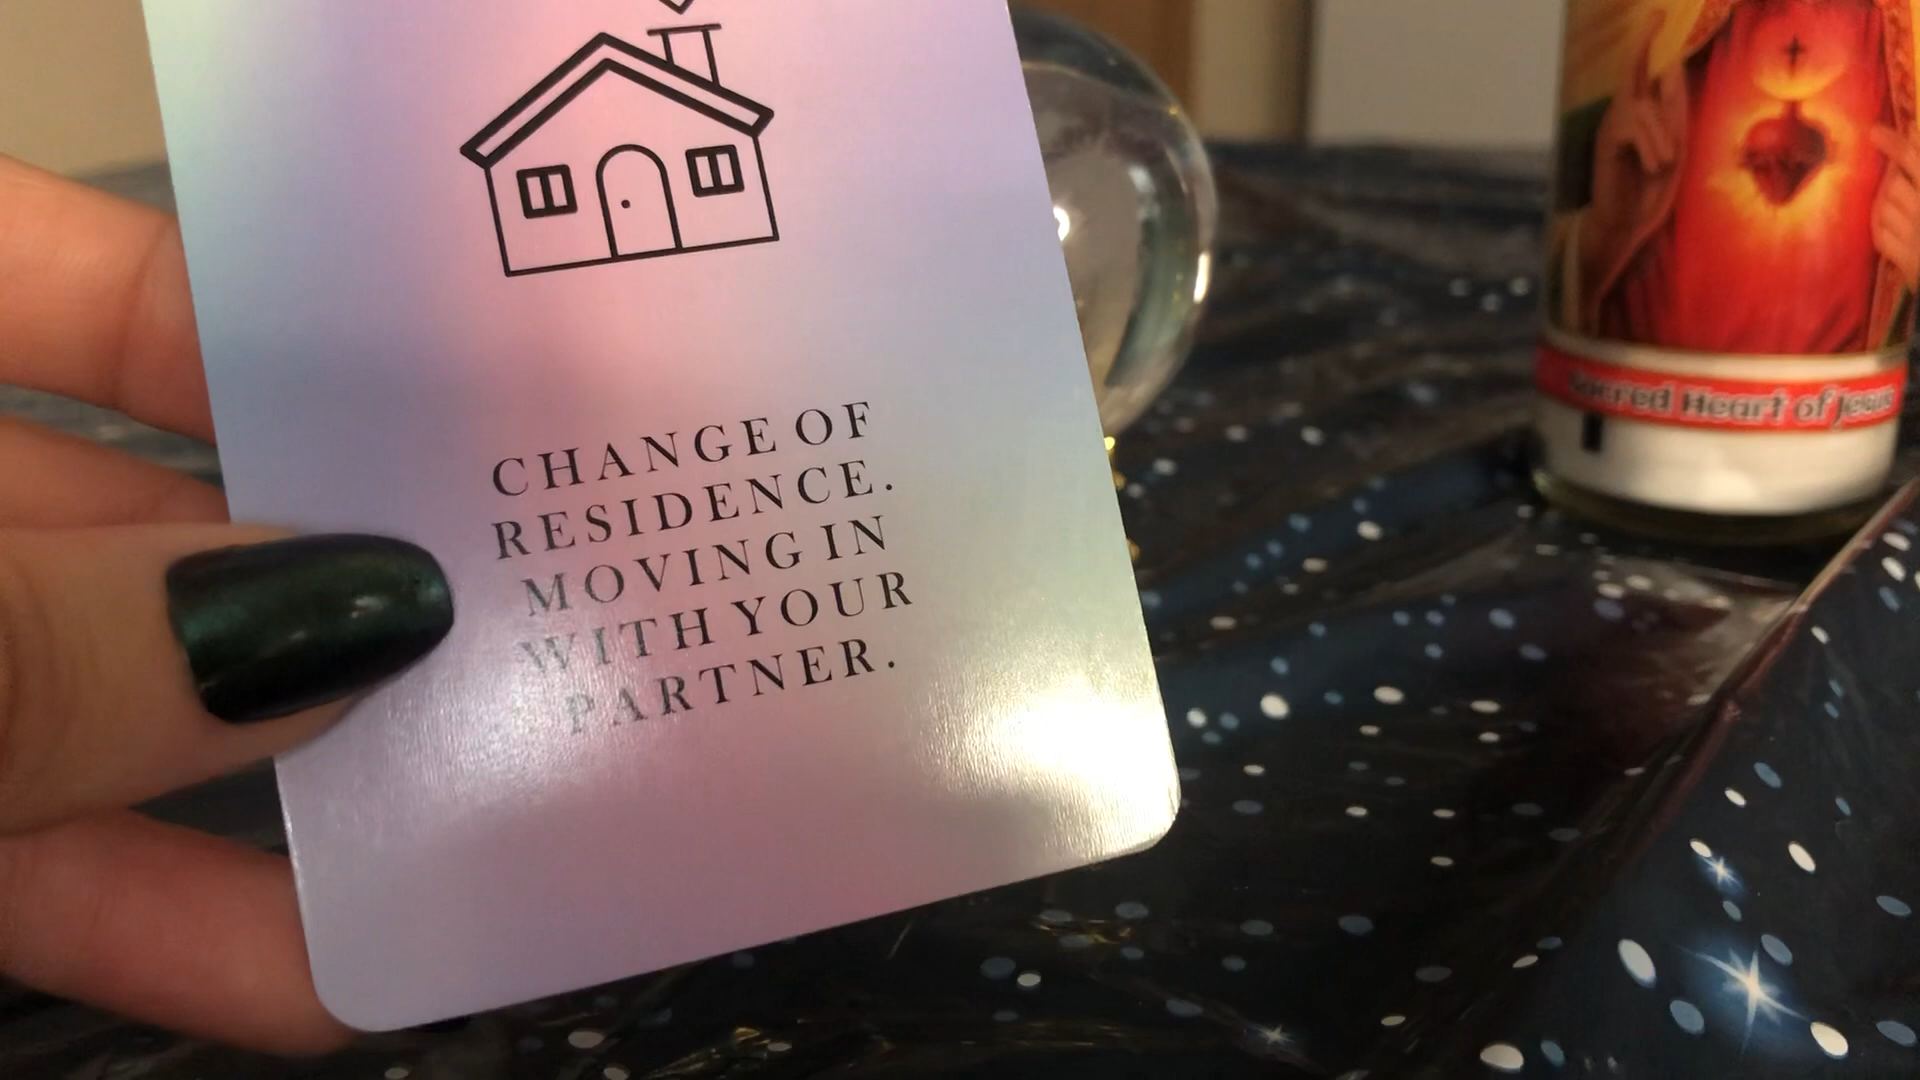 CHANGE OF
RESIDENCE.
MOVING IN
WITH YOUR
PARTNER.
Sacred Heart of Jesus